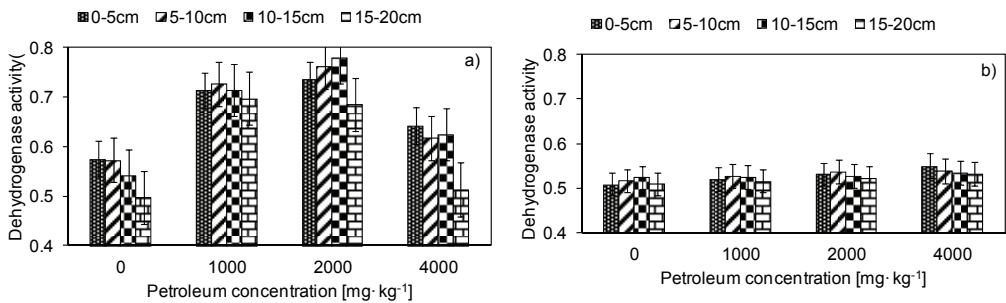 0-5cm 5-10cm 10-15cm 15-20cm
Dehydrogenase activity(
0.8
0.7
0.6
0.5
0.4
a)
0 1000 2000 4000
Petroleum concentration [mg· kg⁻¹]
0-5cm 5-10cm 10-15cm 15-20cm
Dehydrogenase activity
0.8
0.7
0.6
0.5
0.4
b)
0 1000 2000 4000
Petroleum concentration [mg· kg⁻¹]